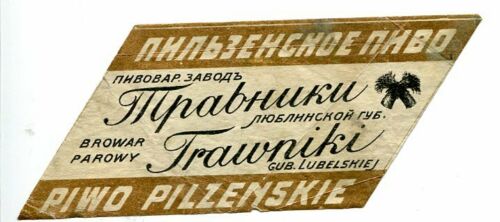 ПИЛЬЗЕНСКОЕ ПИВО
ПИВОВАР. ЗАВОДЪ
Травники
ЛЮБЛИНСКОЙ ГУБ.
BROWAR
PAROWY
Trawniki
GUB. LUBELSKIEJ
PIWO PILZENSKIE